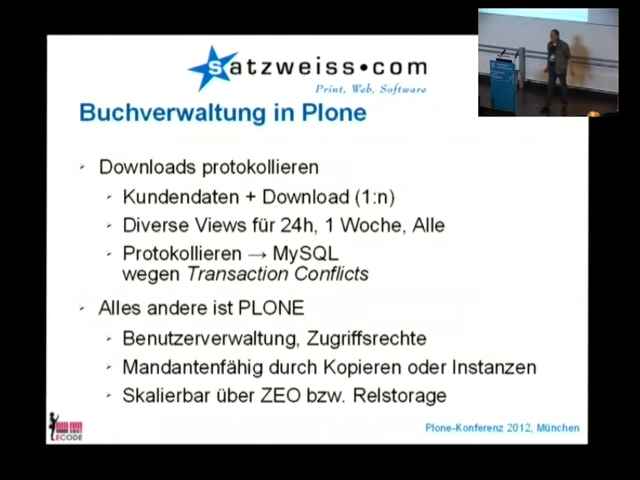 satzweiss.com
Print, Web, Software
Buchverwaltung in Plone
Downloads protokollieren
Kundendaten + Download (1:n)
Diverse Views für 24h, 1 Woche, Alle
Protokollieren → MySQL
wegen Transaction Conflicts
Alles andere ist PLONE
Benutzerverwaltung, Zugriffsrechte
Mandantenfähig durch Kopieren oder Instanzen
Skalierbar über ZEO bzw. Relstorage
ECODE
Plone-Konferenz 2012, München